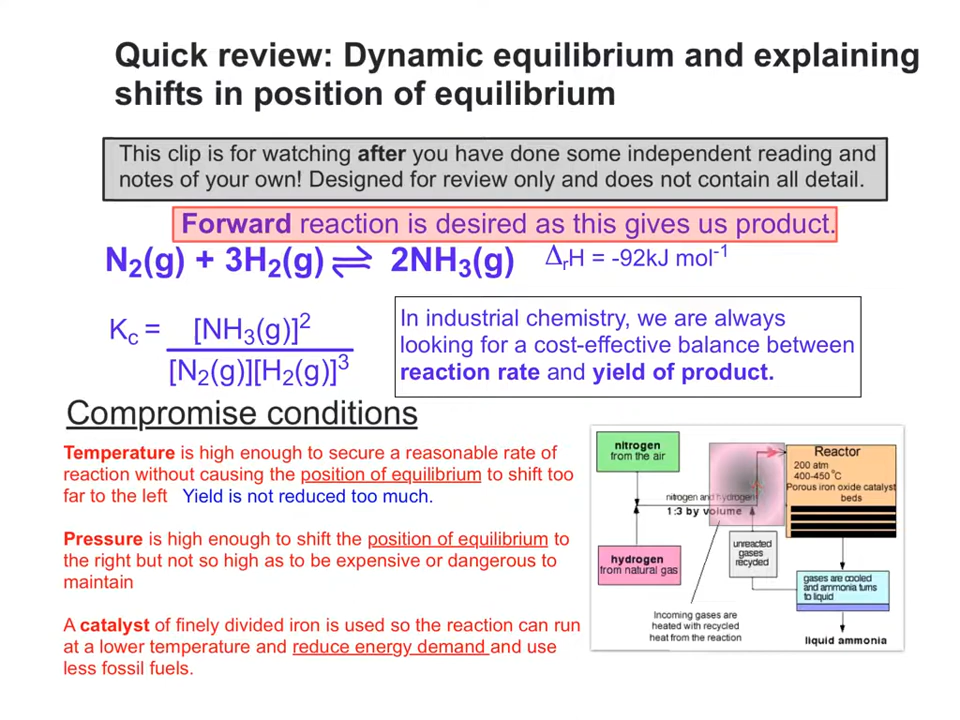 Quick review: Dynamic equilibrium and explaining
shifts in position of equilibrium
This clip is for watching after you have done some independent reading and
notes of your own! Designed for review only and does not contain all detail.
Forward reaction is desired as this gives us product.
N₂(g) + 3H₂(g) ⇌ 2NH₃(g) ΔᵣH = -92kJ mol⁻¹
K꜀ = [NH₃(g)]²
[N₂(g)][H₂(g)]³
In industrial chemistry, we are always
looking for a cost-effective balance between
reaction rate and yield of product.
Compromise conditions
Temperature is high enough to secure a reasonable rate of
reaction without causing the position of equilibrium to shift too
far to the left Yield is not reduced too much.
Pressure is high enough to shift the position of equilibrium to
the right but not so high as to be expensive or dangerous to
maintain
A catalyst of finely divided iron is used so the reaction can run
at a lower temperature and reduce energy demand and use
less fossil fuels.
nitrogen
from the air
nitrogen and hydrogen
1:3 by volume
hydrogen
from natural gas
Reactor
200 atm
400-450 °C
Porous iron oxide catalyst
beds
unreacted
gases
recyded
gases are cooled
and ammonia turns
to liquid
Incoming gases are
heated with recycled
heat from the reaction
liquid ammonia